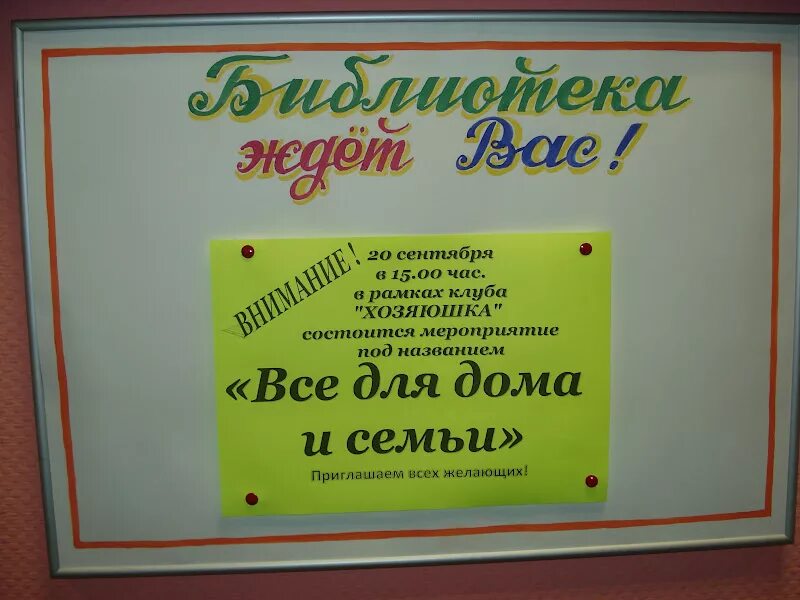 Библиотека
ждёт Вас!
ВНИМАНИЕ!
20 сентября
в 15.00 час.
в рамках клуба
"ХОЗЯЮШКА"
состоится мероприятие
под названием
«Все для дома
и семьи»
Приглашаем всех желающих!